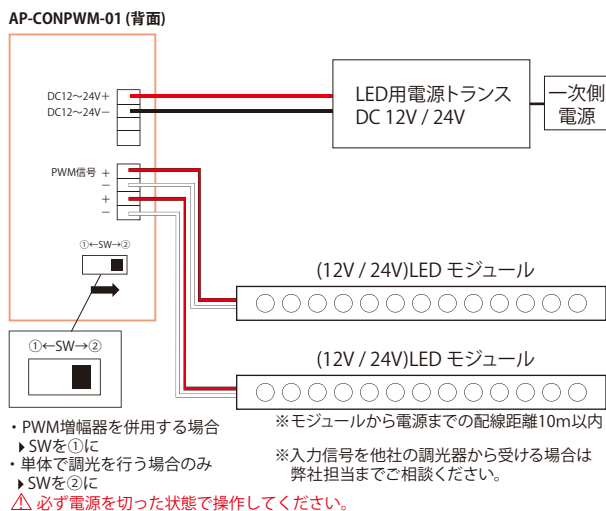 AP-CONPWM-01 (背面)
DC12～24V+
DC12～24V−
LED用電源トランス
DC 12V / 24V
一次側
電源
PWM信号 +
−
+
−
①←SW→②
(12V / 24V)LED モジュール
①←SW→②
(12V / 24V)LED モジュール
・PWM増幅器を併用する場合
▶SWを①に
・単体で調光を行う場合のみ
▶SWを②に
⚠ 必ず電源を切った状態で操作してください。
※モジュールから電源までの配線距離10m以内
※入力信号を他社の調光器から受ける場合は
弊社担当までご相談ください。